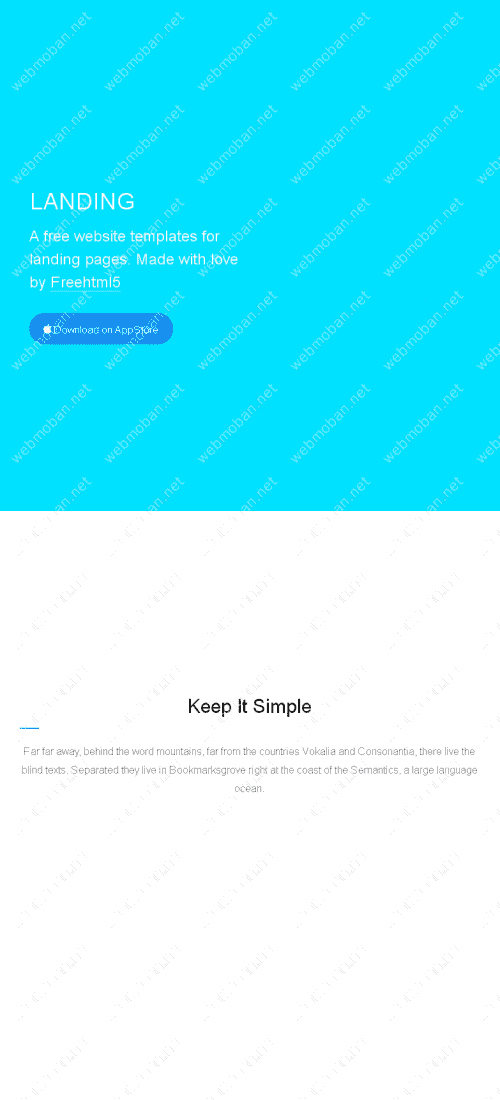 LANDING
A free website templates for
landing pages. Made with love
by Freehtml5
Download on AppStore
Keep It Simple
Far far away, behind the word mountains, far from the countries Vokalia and Consonantia, there live the
blind texts. Separated they live in Bookmarksgrove right at the coast of the Semantics, a large language
ocean.
webmoban.net